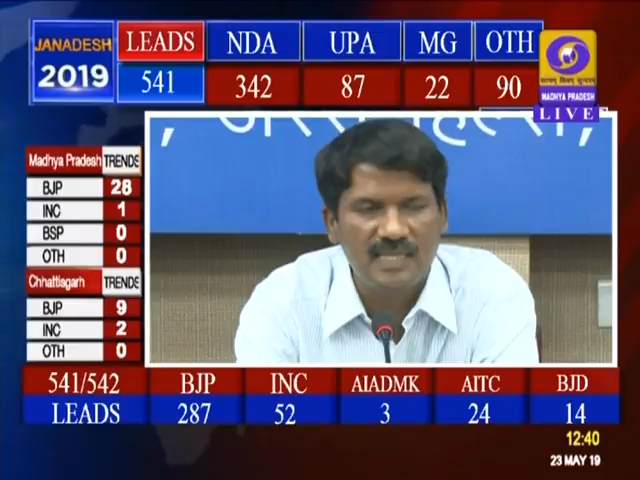 JANADESH LEADS NDA UPA MG OTH
2019 541 342 87 22 90
MADHYA PRADESH
LIVE
Madhya Pradesh TRENDS
BJP 28
INC 1
BSP 0
OTH 0
Chhattisgarh TRENDS
BJP 9
INC 2
OTH 0
541/542 BJP INC AIADMK AITC BJD
LEADS 287 52 3 24 14
12:40
23 MAY 19